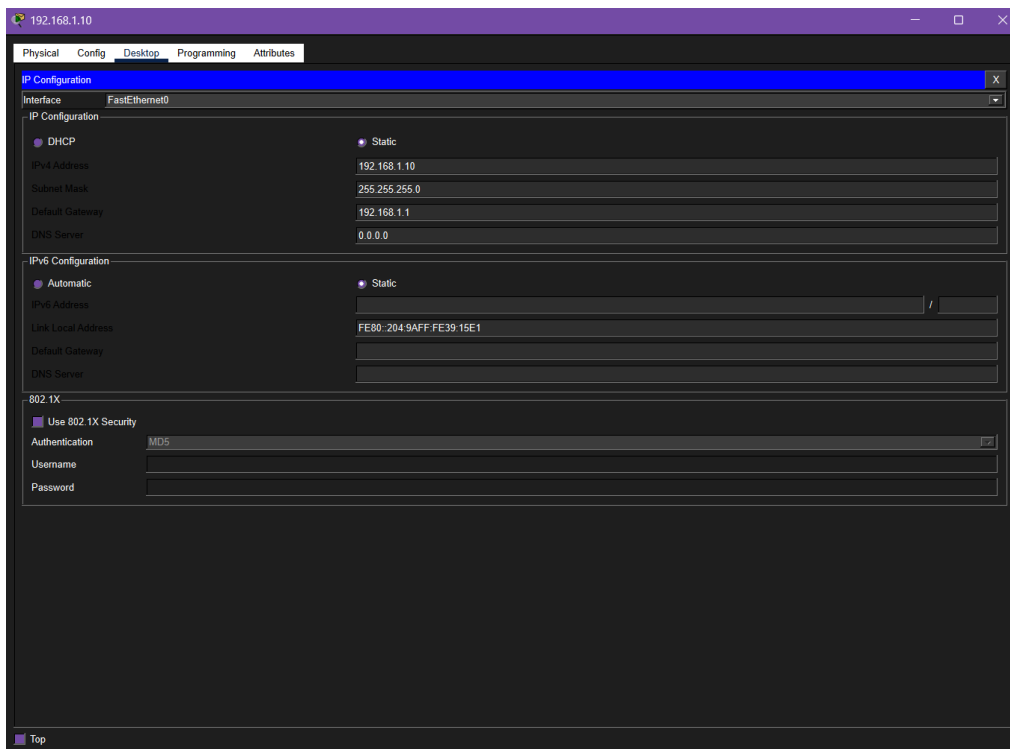 192.168.1.10
Physical Config Desktop Programming Attributes
IP Configuration X
Interface FastEthernet0
IP Configuration
DHCP Static
IPv4 Address 192.168.1.10
Subnet Mask 255.255.255.0
Default Gateway 192.168.1.1
DNS Server 0.0.0.0
IPv6 Configuration
Automatic Static
IPv6 Address /
Link Local Address FE80::204:9AFF:FE39:15E1
Default Gateway
DNS Server
802.1X
Use 802.1X Security
Authentication MD5
Username
Password
Top